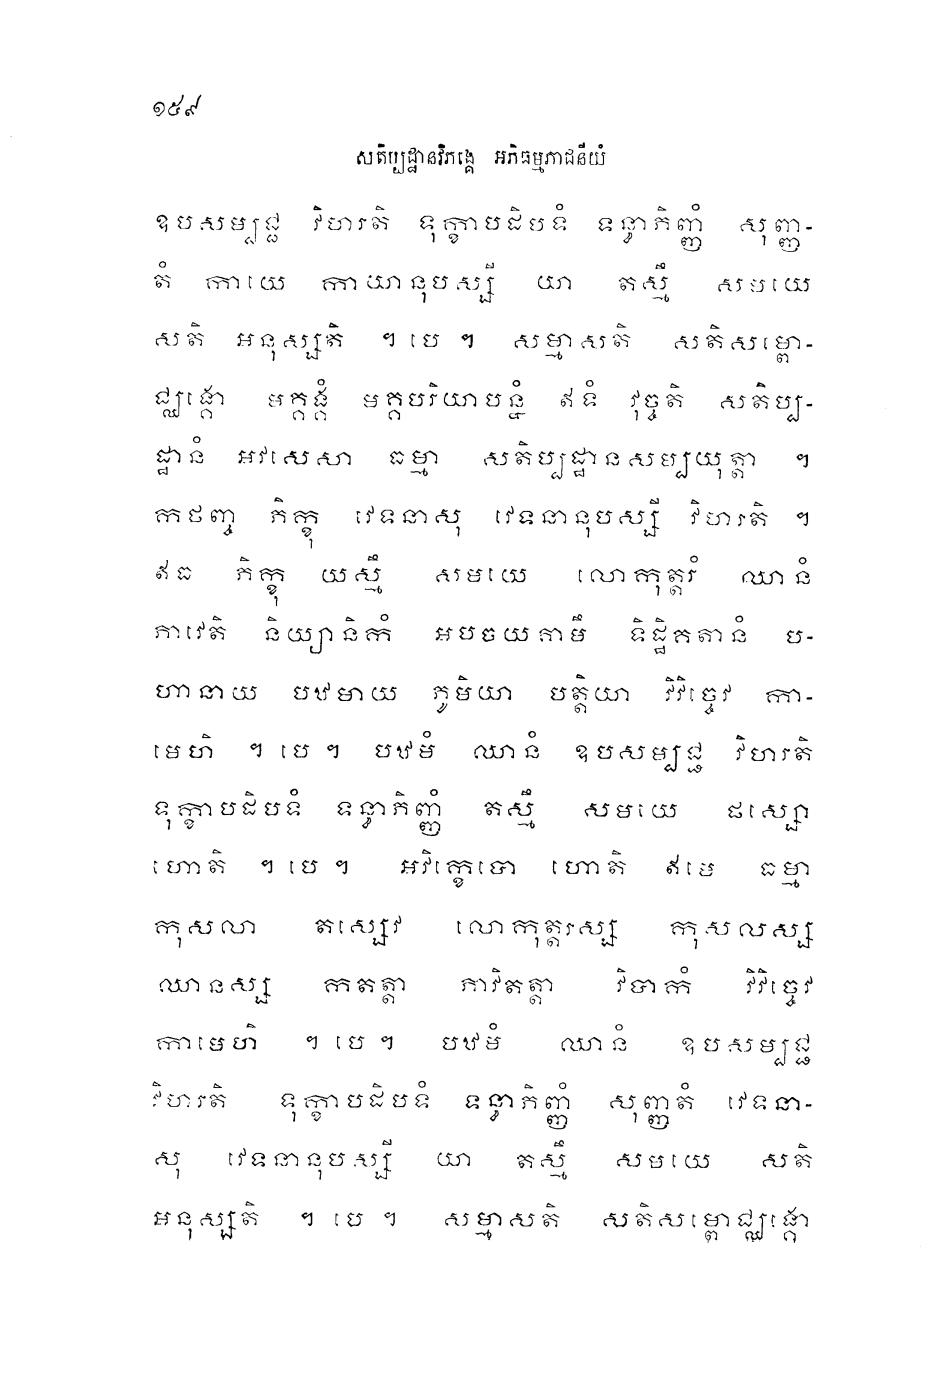 ១៥៩
សតិប្បដ្ឋានវិភង្គេ អភិធម្មភាជនីយំ
ឧបសម្បជ្ជ វិហរតិ ទុក្ខាបដិបទំ ទន្ធាភិញ្ញំ សុញ្ញ-
តំ កាយេ កាយានុបស្សី យា តស្មឹ សមយេ
សតិ អនុស្សតិ ។ បេ ។ សម្មាសតិ សតិសម្ពោ-
ជ្ឈង្គោ មគ្គង្គំ មគ្គបរិយាបន្នំ ឥទំ វុច្ចតិ សតិប្ប-
ដ្ឋានំ អវសេសា ធម្មា សតិប្បដ្ឋានសម្បយុត្តា ។
កថញ្ច ភិក្ខុ វេទនាសុ វេទនានុបស្សី វិហរតិ ។
ឥធ ភិក្ខុ យស្មឹ សមយេ លោកុត្តរំ ឈានំ
ភាវេតិ និយ្យានិកំ អបចយគាមឹ ទិដ្ឋិគតានំ ប-
ហានាយ បឋមាយ ភូមិយា បត្តិយា វិវិច្ចេវ កា-
មេហិ ។ បេ ។ បឋមំ ឈានំ ឧបសម្បជ្ជ វិហរតិ
ទុក្ខាបដិបទំ ទន្ធាភិញ្ញំ តស្មឹ សមយេ ផស្សោ
ហោតិ ។ បេ ។ អវិក្ខេបោ ហោតិ ឥមេ ធម្មា
កុសលា តស្សេវ លោកុត្តរស្ស កុសលស្ស
ឈានស្ស កតត្តា ភាវិតត្តា វិបាកំ វិវិច្ចេវ
កាមេហិ ។ បេ ។ បឋមំ ឈានំ ឧបសម្បជ្ជ
វិហរតិ ទុក្ខាបដិបទំ ទន្ធាភិញ្ញំ សុញ្ញតំ វេទនា-
សុ វេទនានុបស្សី យា តស្មឹ សមយេ សតិ
អនុស្សតិ ។ បេ ។ សម្មាសតិ សតិសម្ពោជ្ឈង្គោ